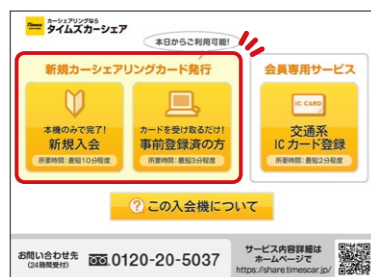 Times CAR SHARE
カーシェアリングなら
タイムズカーシェア
本日からご利用可能!
新規カーシェアリングカード発行
本機のみで完了!
新規入会
所要時間:最短10分程度
カードを受け取るだけ!
事前登録済の方
所要時間:最短3分程度
会員専用サービス
IC CARD
交通系
ICカード登録
所要時間:最短2分程度
? この入会機について
お問い合わせ先
(24時間受付)
0120-20-5037
サービス内容詳細は
ホームページで
https://share.timescar.jp/